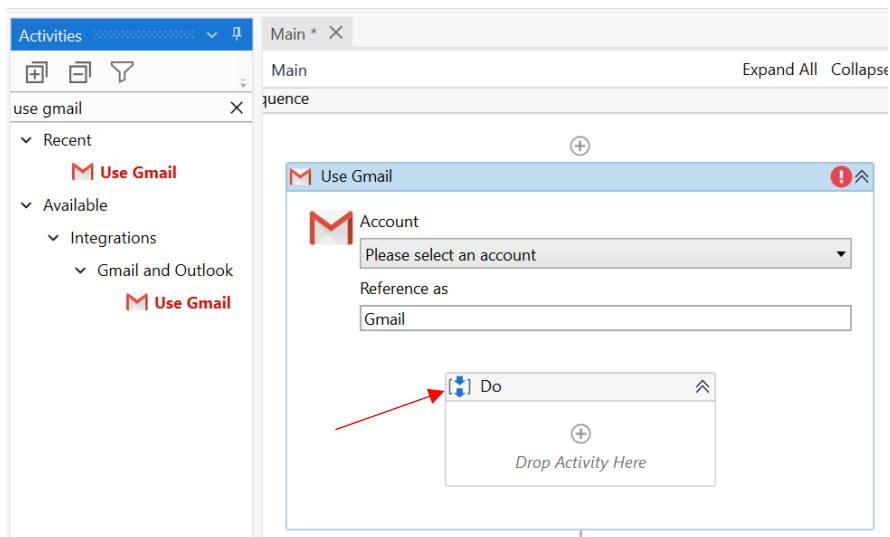 Activities
use gmail
Recent
Use Gmail
Available
Integrations
Gmail and Outlook
Use Gmail
Main *
Main
Expand All Collapse
quence
Use Gmail
Account
Please select an account
Reference as
Gmail
Do
Drop Activity Here